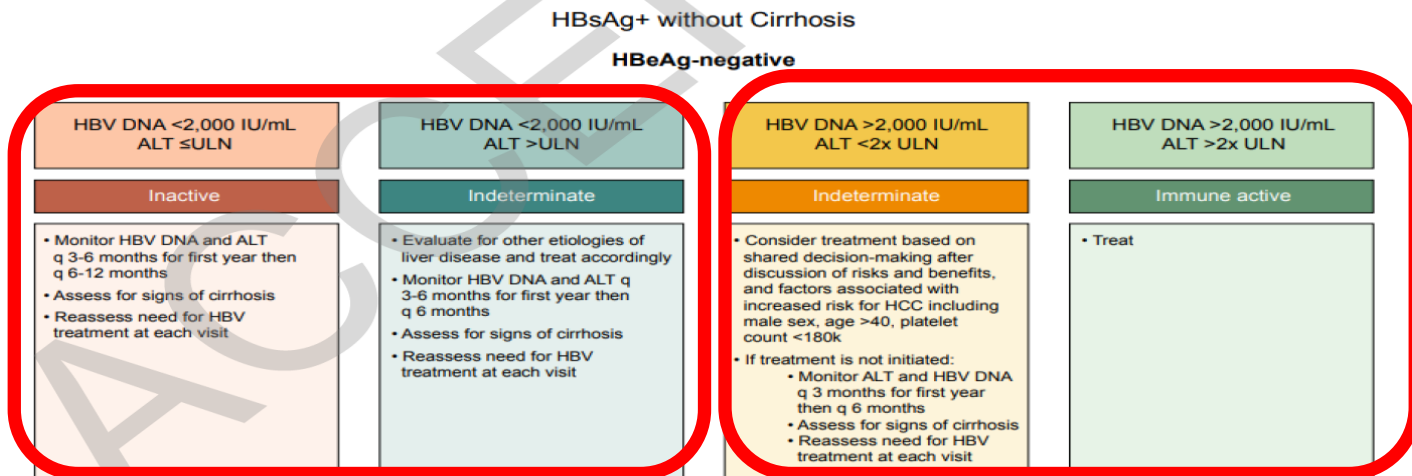 HBsAg+ without Cirrhosis
HBeAg-negative
HBV DNA <2,000 IU/mL
ALT ≤ULN
Inactive
• Monitor HBV DNA and ALT
q 3-6 months for first year then
q 6-12 months
• Assess for signs of cirrhosis
• Reassess need for HBV
treatment at each visit
HBV DNA <2,000 IU/mL
ALT >ULN
Indeterminate
• Evaluate for other etiologies of
liver disease and treat accordingly
• Monitor HBV DNA and ALT q
3-6 months for first year then
q 6 months
• Assess for signs of cirrhosis
• Reassess need for HBV
treatment at each visit
HBV DNA >2,000 IU/mL
ALT <2x ULN
Indeterminate
• Consider treatment based on
shared decision-making after
discussion of risks and benefits,
and factors associated with
increased risk for HCC including
male sex, age >40, platelet
count <180k
• If treatment is not initiated:
• Monitor ALT and HBV DNA
q 3 months for first year
then q 6 months
• Assess for signs of cirrhosis
• Reassess need for HBV
treatment at each visit
HBV DNA >2,000 IU/mL
ALT >2x ULN
Immune active
• Treat